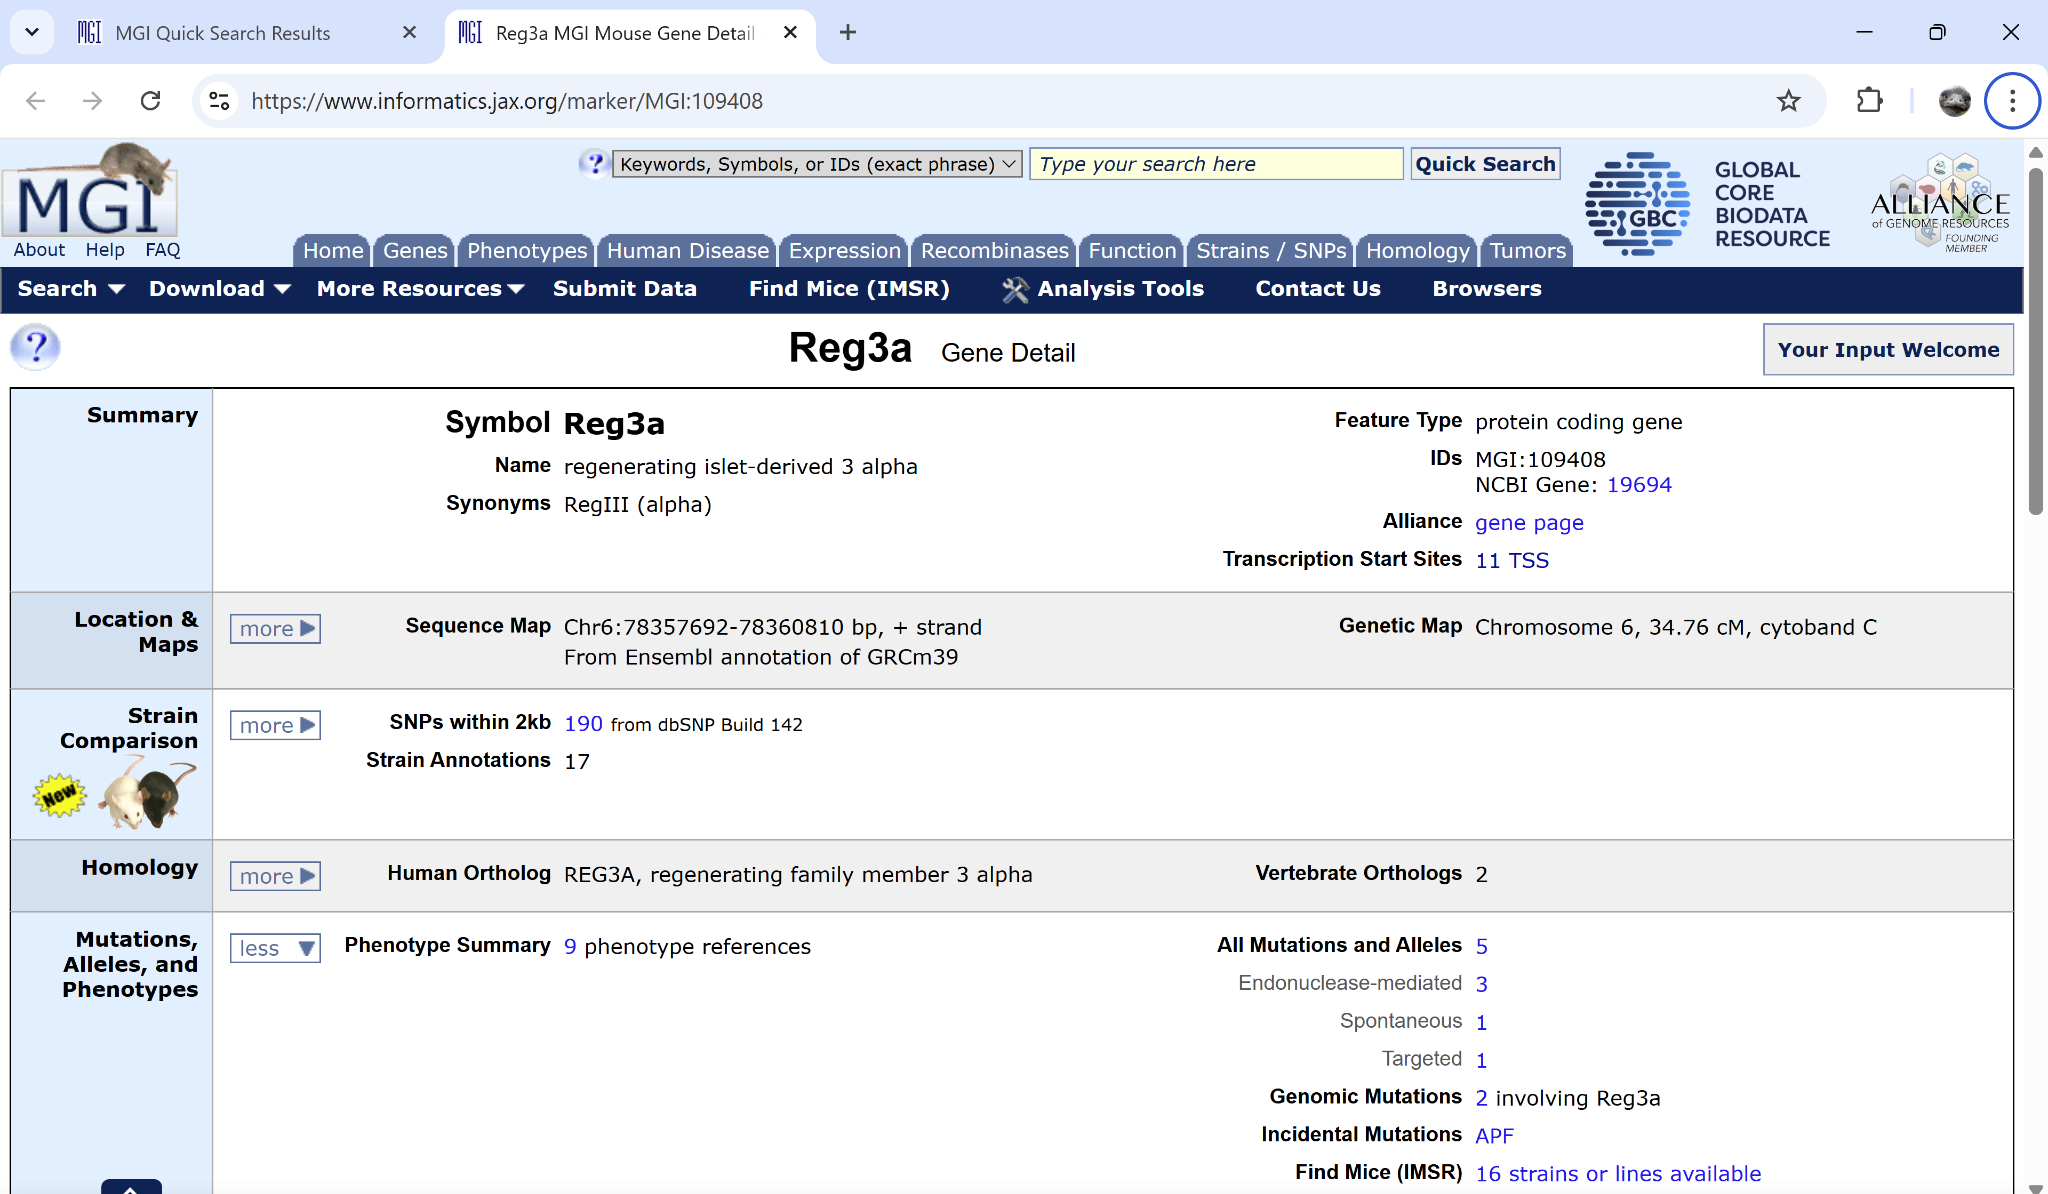 MGI Quick Search Results
Reg3a MGI Mouse Gene Detail
https://www.informatics.jax.org/marker/MGI:109408
MGI
About Help FAQ
? Keywords, Symbols, or IDs (exact phrase) Type your search here Quick Search
GBC
GLOBAL
CORE
BIODATA
RESOURCE
ALLIANCE
of GENOME RESOURCES
FOUNDING
MEMBER
Home Genes Phenotypes Human Disease Expression Recombinases Function Strains / SNPs Homology Tumors
Search Download More Resources Submit Data Find Mice (IMSR) Analysis Tools Contact Us Browsers
? Reg3a Gene Detail Your Input Welcome
Summary
Symbol Reg3a
Name regenerating islet-derived 3 alpha
Synonyms RegIII (alpha)
Feature Type protein coding gene
IDs MGI:109408
NCBI Gene: 19694
Alliance gene page
Transcription Start Sites 11 TSS
Location &
Maps
more
Sequence Map Chr6:78357692-78360810 bp, + strand
From Ensembl annotation of GRCm39
Genetic Map Chromosome 6, 34.76 cM, cytoband C
Strain
Comparison
New
more
SNPs within 2kb 190 from dbSNP Build 142
Strain Annotations 17
Homology
more
Human Ortholog REG3A, regenerating family member 3 alpha
Vertebrate Orthologs 2
Mutations,
Alleles, and
Phenotypes
less
Phenotype Summary 9 phenotype references
All Mutations and Alleles 5
Endonuclease-mediated 3
Spontaneous 1
Targeted 1
Genomic Mutations 2 involving Reg3a
Incidental Mutations APF
Find Mice (IMSR) 16 strains or lines available